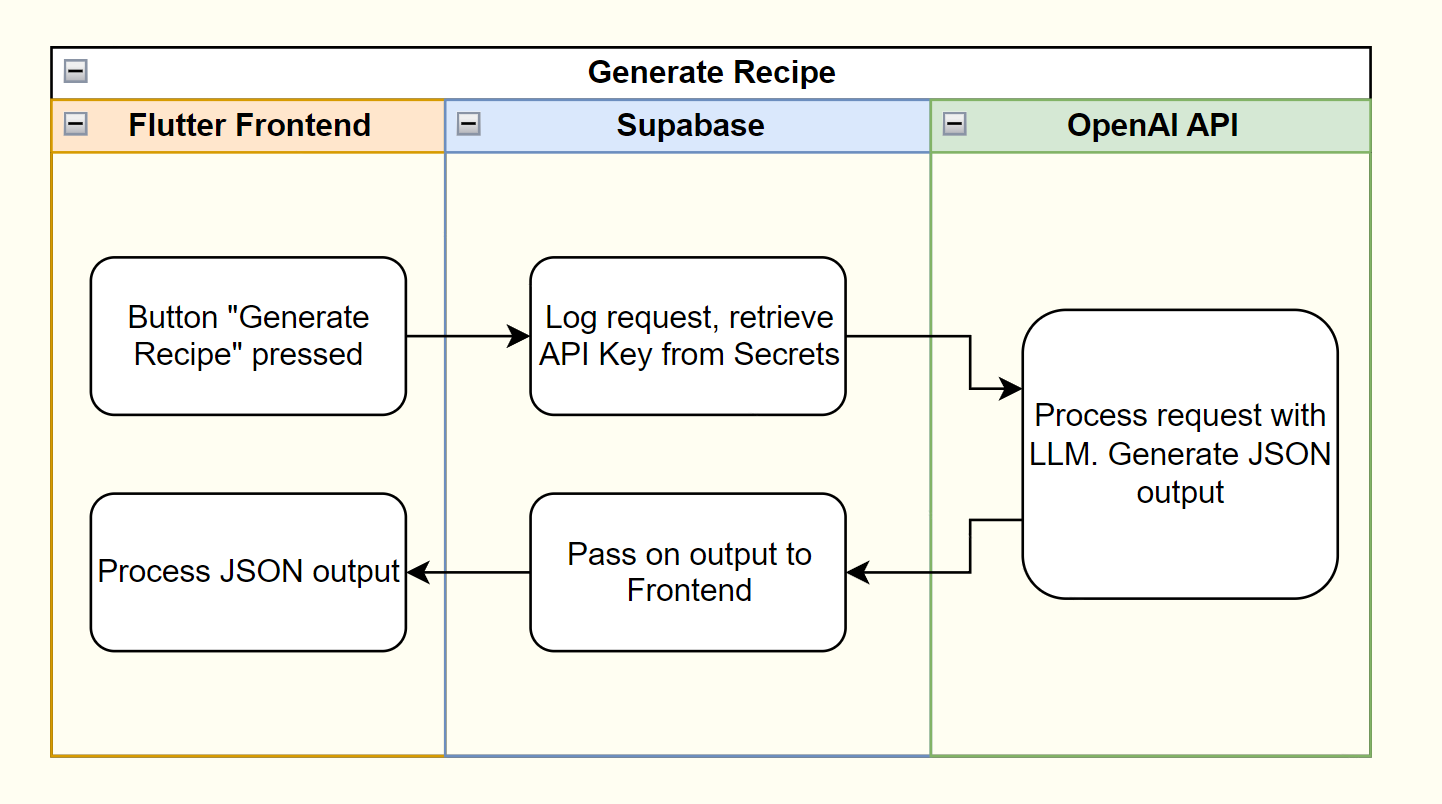 Generate Recipe
Flutter Frontend
Supabase
OpenAI API
Button "Generate
Recipe" pressed
Log request, retrieve
API Key from Secrets
Process request with
LLM. Generate JSON
output
Process JSON output
Pass on output to
Frontend